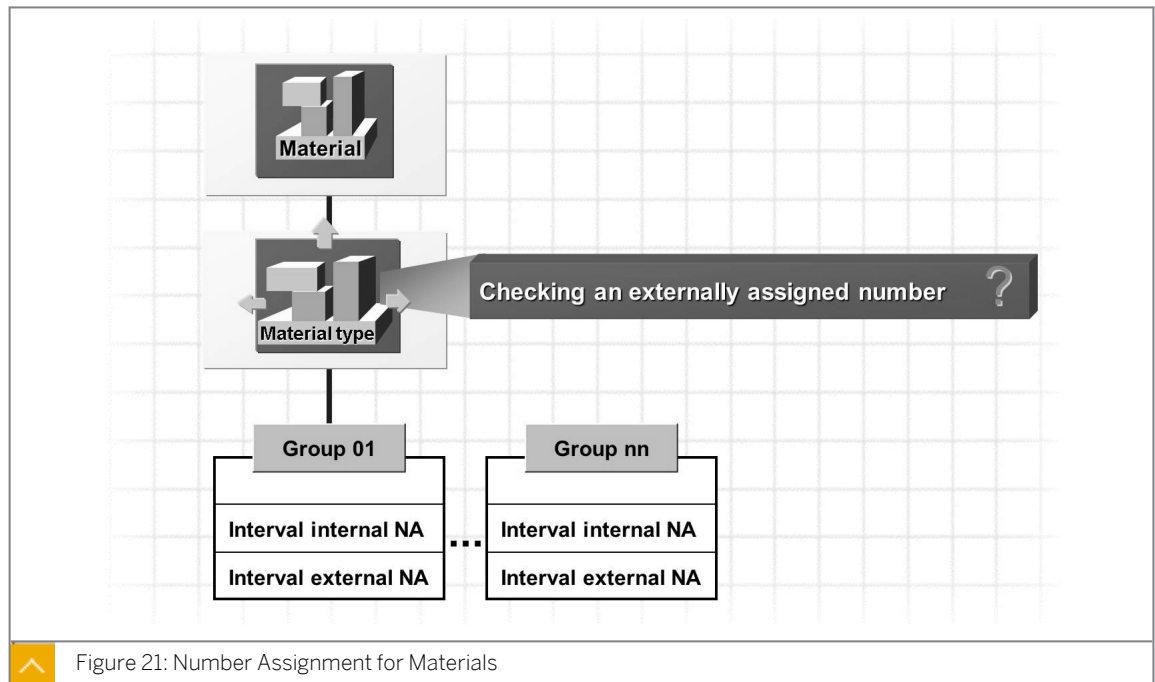 Material
Material type
Checking an externally assigned number ?
Group 01
Group nn
Interval internal NA
...
Interval internal NA
Interval external NA
Interval external NA
Figure 21: Number Assignment for Materials